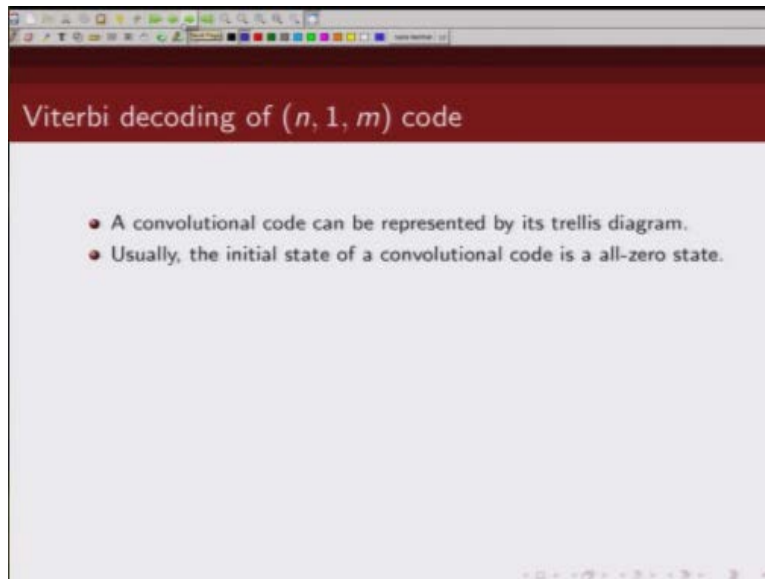 Viterbi decoding of (n, 1, m) code
A convolutional code can be represented by its trellis diagram.
Usually, the initial state of a convolutional code is a all-zero state.